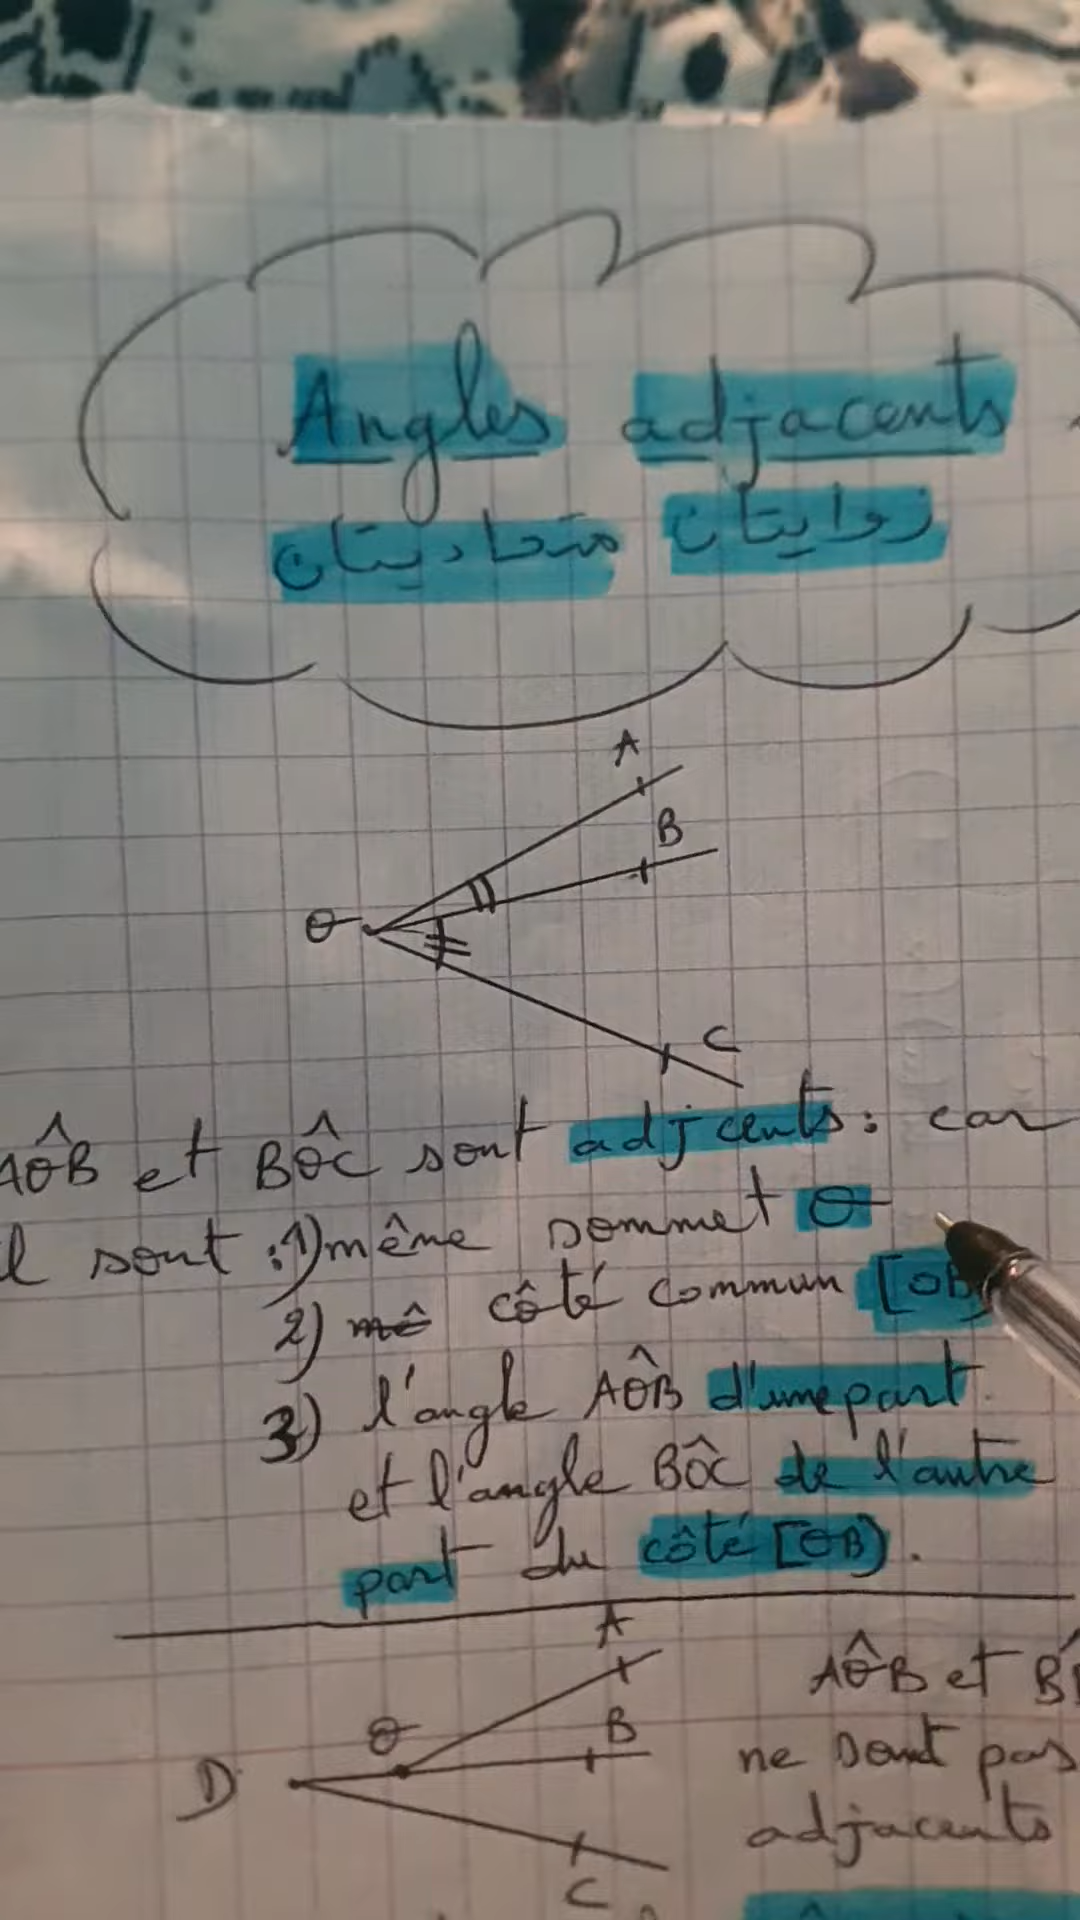 Angles adjacents
زوايتان متحاديتان
A
B
O
C
AÔB et BÔC sont adjcents : car
l sont : 1) même sommet O
2) mê côté commun [OB)
3) l'angle AÔB d'une part.
et l'angle BÔC de l'autre
part du côté [OB).
A
AÔB et B
O
B
D
ne sont pas
adjacents
C